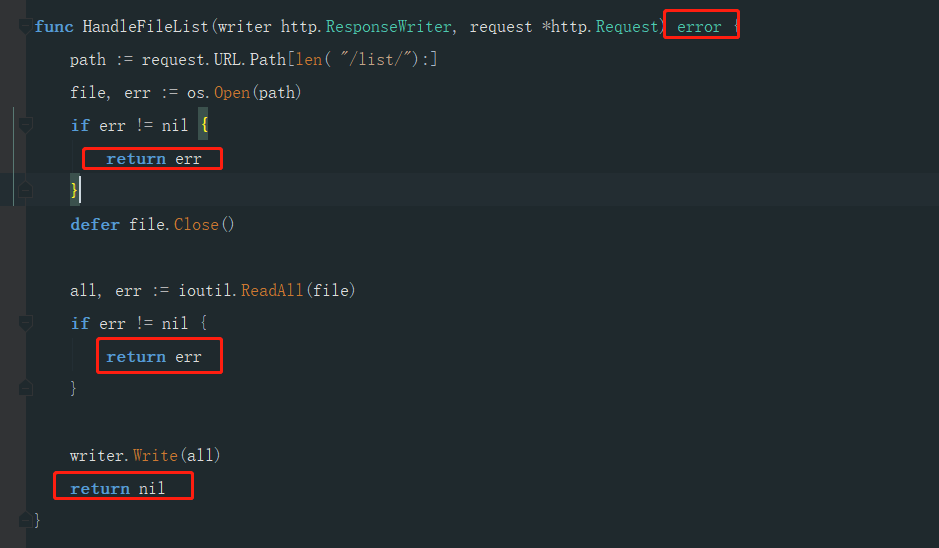 func HandleFileList(writer http.ResponseWriter, request *http.Request) error {
path := request.URL.Path[len( "/list/"):]
file, err := os.Open(path)
if err != nil {
return err
}
defer file.Close()
all, err := ioutil.ReadAll(file)
if err != nil {
return err
}
writer.Write(all)
return nil
}